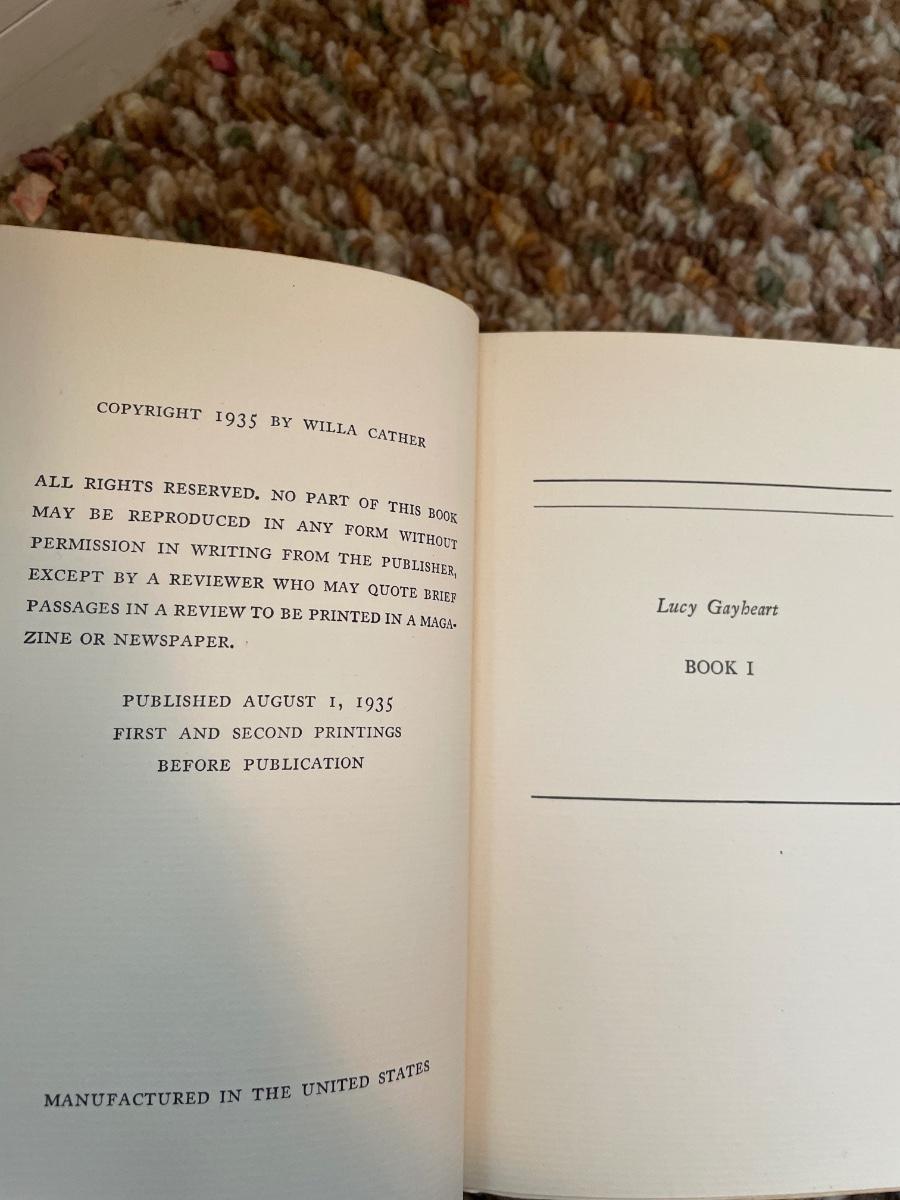 COPYRIGHT 1935 BY WILLA CATHER
ALL RIGHTS RESERVED. NO PART OF THIS BOOK
MAY BE REPRODUCED IN ANY FORM WITHOUT
PERMISSION IN WRITING FROM THE PUBLISHER,
EXCEPT BY A REVIEWER WHO MAY QUOTE BRIEF
PASSAGES IN A REVIEW TO BE PRINTED IN A MAGA-
ZINE OR NEWSPAPER.
PUBLISHED AUGUST 1, 1935
FIRST AND SECOND PRINTINGS
BEFORE PUBLICATION
MANUFACTURED IN THE UNITED STATES
Lucy Gayheart
BOOK I